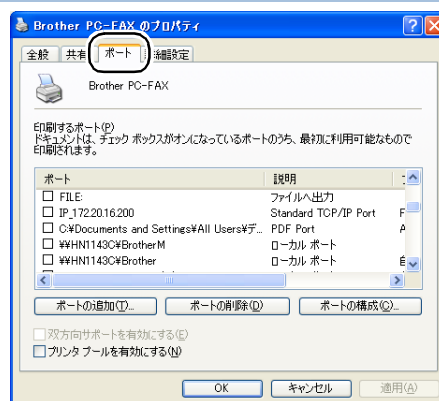 Brother PC-FAX のプロパティ
全般 共有 ポート 詳細設定
Brother PC-FAX
印刷するポート(P)
ドキュメントは、チェック ボックスがオンになっているポートのうち、最初に利用可能なもので
印刷されます。
ポート 説明
FILE: ファイルへ出力
IP_172.20.16.200 Standard TCP/IP Port F
C:¥Documents and Settings¥All Users¥デ... PDF Port A
¥¥HN1143C¥BrotherM ローカル ポート
¥¥HN1143C¥Brother ローカル ポート 自
ポートの追加(T)... ポートの削除(D) ポートの構成(C)...
双方向サポートを有効にする(E)
プリンタ プールを有効にする(N)
OK キャンセル 適用(A)